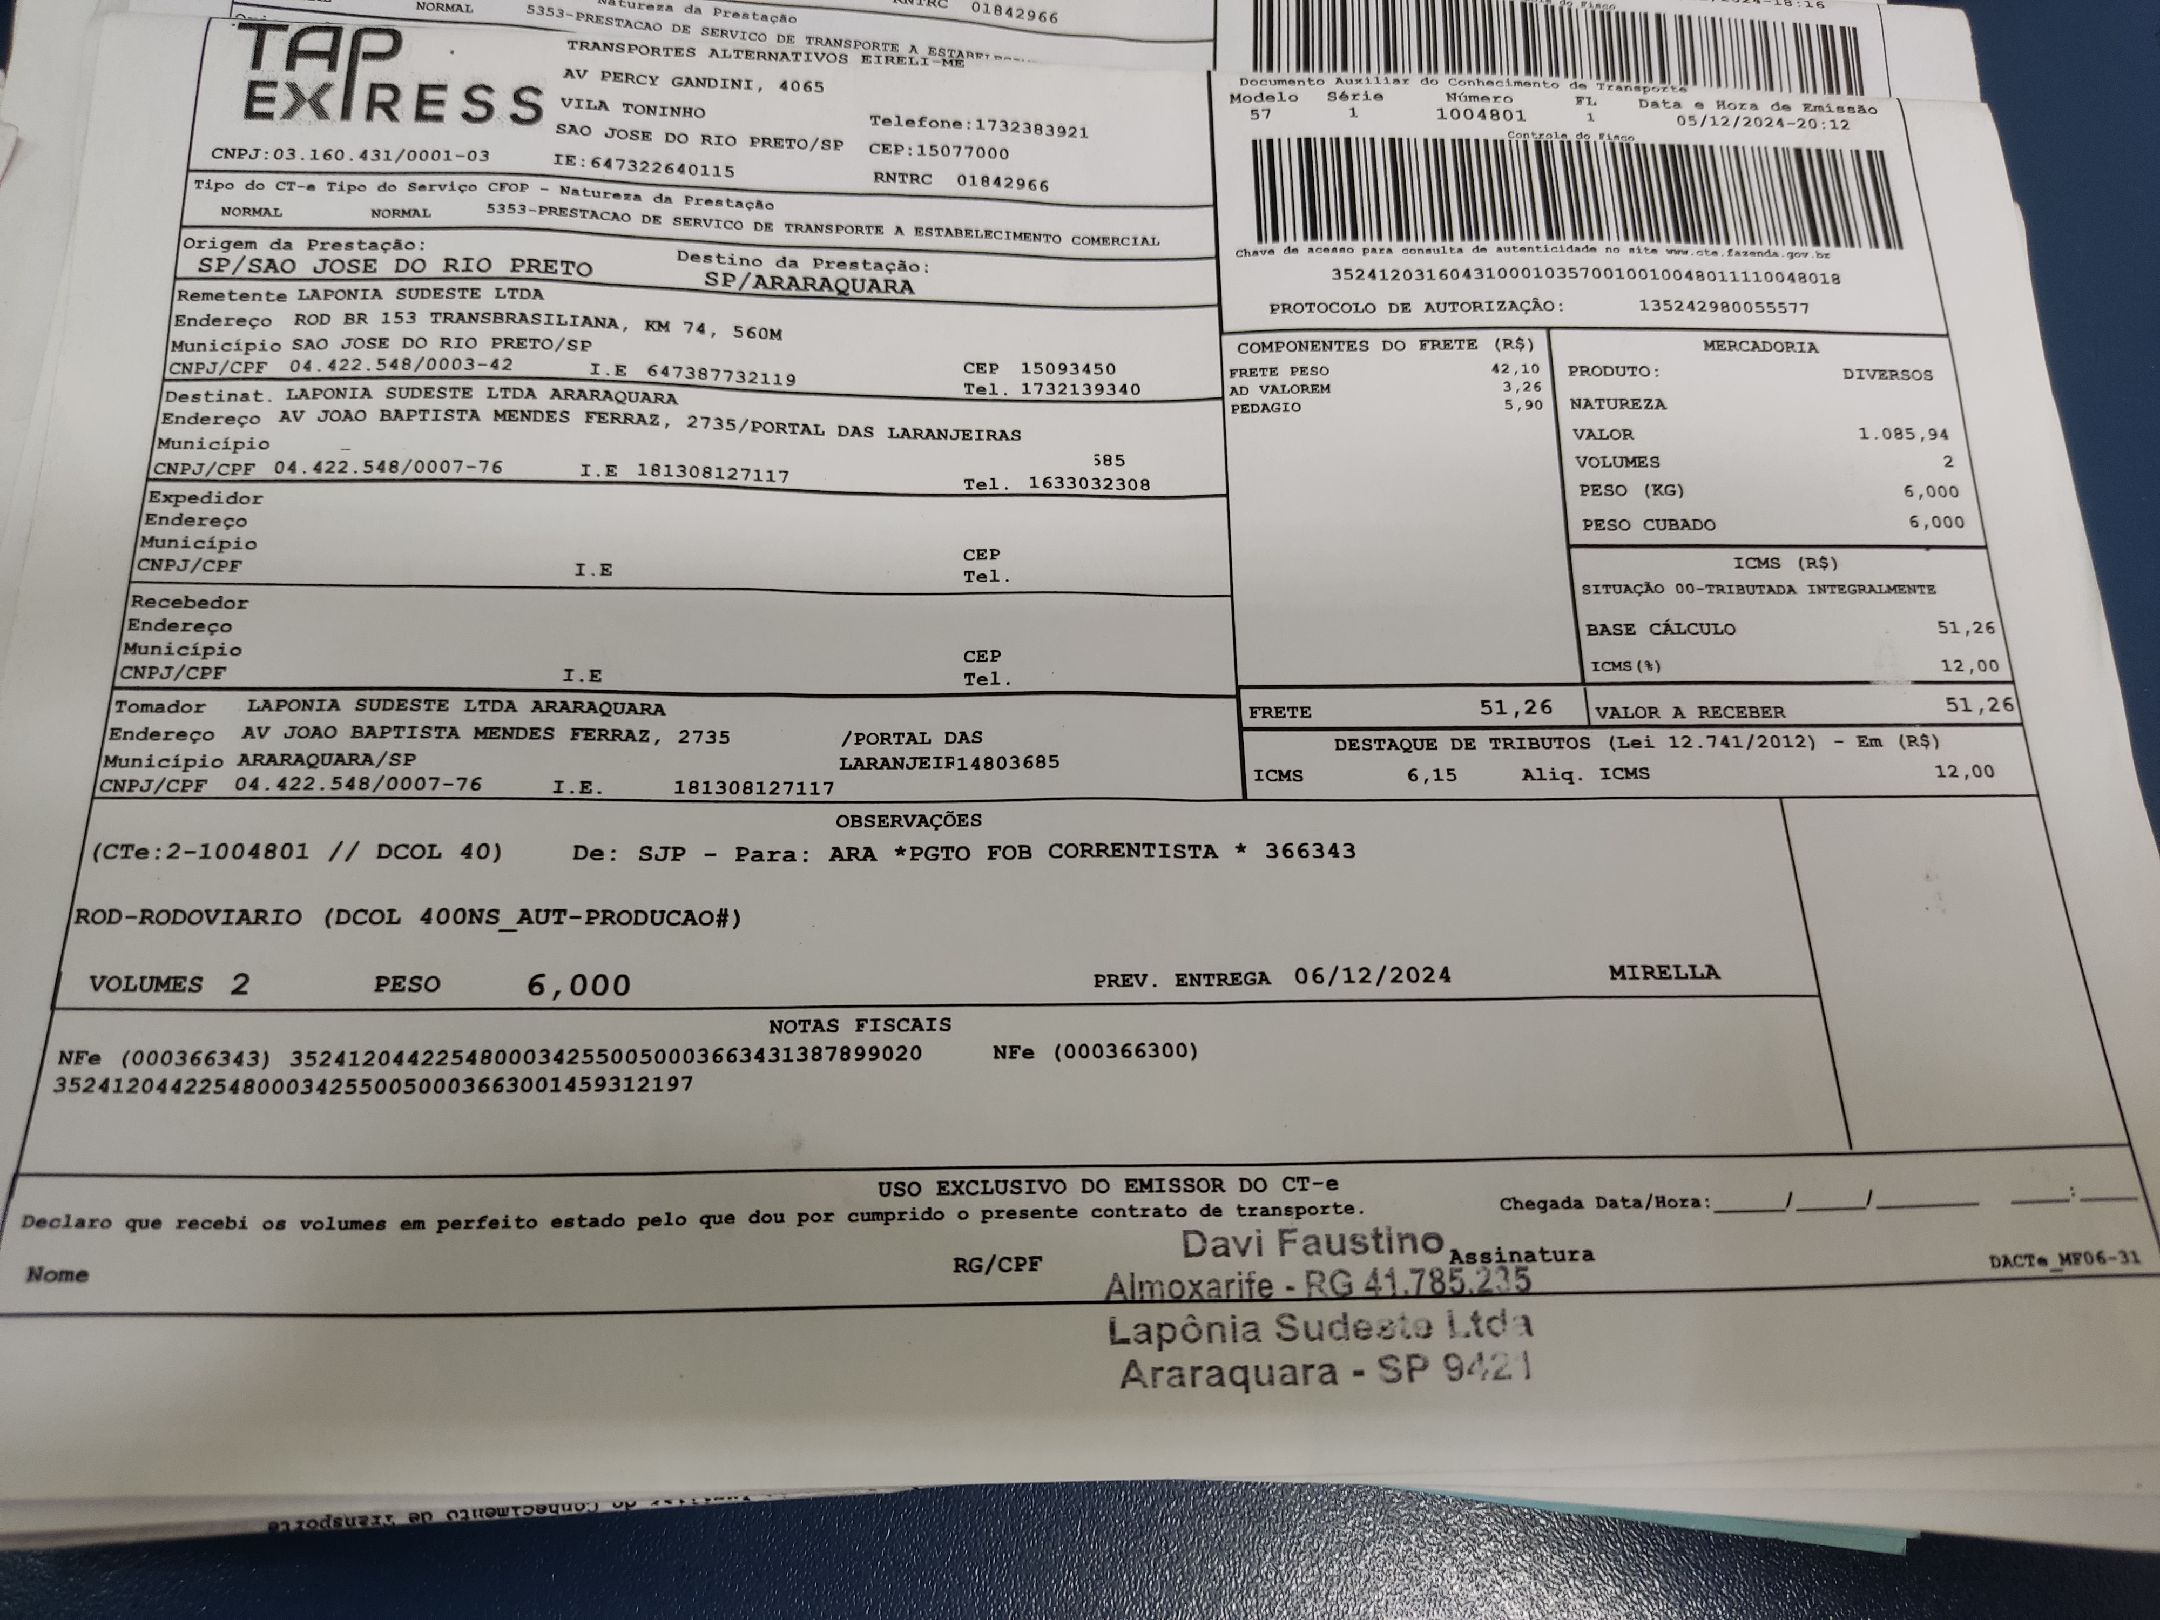 NORMAL
Natureza da Prestação
5353-PRESTACAO DE SERVICO DE TRANSPORTE A
01842966
TAP EXPRESS
TRANSPORTES ALTERNATIVOS EIRELI-ME
AV PERCY GANDINI, 4065
VILA TONINHO
Telefone:1732383921
SAO JOSE DO RIO PRETO/SP
CEP:15077000
CNPJ:03.160.431/0001-03
IE:647322640115
RNTRC 01842966
Tipo do CT-e Tipo do Serviço CFOP - Natureza da Prestação
NORMAL NORMAL 5353-PRESTACAO DE SERVICO DE TRANSPORTE A ESTABELECIMENTO COMERCIAL
Documento Auxiliar do Conhecimento de Transporte
Modelo Série Número FL Data e Hora de Emissão
57 1 1004801 1 05/12/2024-20:12
Controle do Fisco
Chave de acesso para consulta de autenticidade no site www.cte.fazenda.gov.br
35241203160431000103570010010048011110048018
PROTOCOLO DE AUTORIZAÇÃO: 135242980055577
Origem da Prestação:
SP/SAO JOSE DO RIO PRETO
Destino da Prestação:
SP/ARARAQUARA
Remetente LAPONIA SUDESTE LTDA
Endereço ROD BR 153 TRANSBRASILIANA, KM 74, 560M
Município SAO JOSE DO RIO PRETO/SP
CEP 15093450
CNPJ/CPF 04.422.548/0003-42 I.E 647387732119
Tel. 1732139340
Destinat. LAPONIA SUDESTE LTDA ARARAQUARA
Endereço AV JOAO BAPTISTA MENDES FERRAZ, 2735/PORTAL DAS LARANJEIRAS
Município
CNPJ/CPF 04.422.548/0007-76 I.E 181308127117
Tel. 1633032308
Expedidor
Endereço
Município
CEP
CNPJ/CPF I.E Tel.
Recebedor
Endereço
Município
CEP
CNPJ/CPF I.E Tel.
Tomador LAPONIA SUDESTE LTDA ARARAQUARA
Endereço AV JOAO BAPTISTA MENDES FERRAZ, 2735 /PORTAL DAS
Município ARARAQUARA/SP LARANJEIR14803685
CNPJ/CPF 04.422.548/0007-76 I.E. 181308127117
COMPONENTES DO FRETE (R$)
FRETE PESO 42,10
AD VALOREM 3,26
PEDAGIO 5,90
MERCADORIA
PRODUTO: DIVERSOS
NATUREZA
VALOR 1.085,94
VOLUMES 2
PESO (KG) 6,000
PESO CUBADO 6,000
ICMS (R$)
SITUAÇÃO 00-TRIBUTADA INTEGRALMENTE
BASE CÁLCULO 51,26
ICMS(%) 12,00
FRETE 51,26 VALOR A RECEBER 51,26
DESTAQUE DE TRIBUTOS (Lei 12.741/2012) - Em (R$)
ICMS 6,15 Aliq. ICMS 12,00
OBSERVAÇÕES
(CTe:2-1004801 // DCOL 40) De: SJP - Para: ARA *PGTO FOB CORRENTISTA * 366343
ROD-RODOVIARIO (DCOL 400NS_AUT-PRODUCAO#)
VOLUMES 2 PESO 6,000 PREV. ENTREGA 06/12/2024 MIRELLA
NOTAS FISCAIS
NFe (000366343) 35241204422548000342550050003663431387899020 NFe (000366300)
35241204422548000342550050003663001459312197
USO EXCLUSIVO DO EMISSOR DO CT-e
Declaro que recebi os volumes em perfeito estado pelo que dou por cumprido o presente contrato de transporte.
Chegada Data/Hora:____/____/______ ____:____
Nome RG/CPF Assinatura DACTe_MF06-31
Davi Faustino
Almoxarife - RG 41.785.235
Lapônia Sudeste Ltda
Araraquara - SP 9421
Conhecimento de Transporte